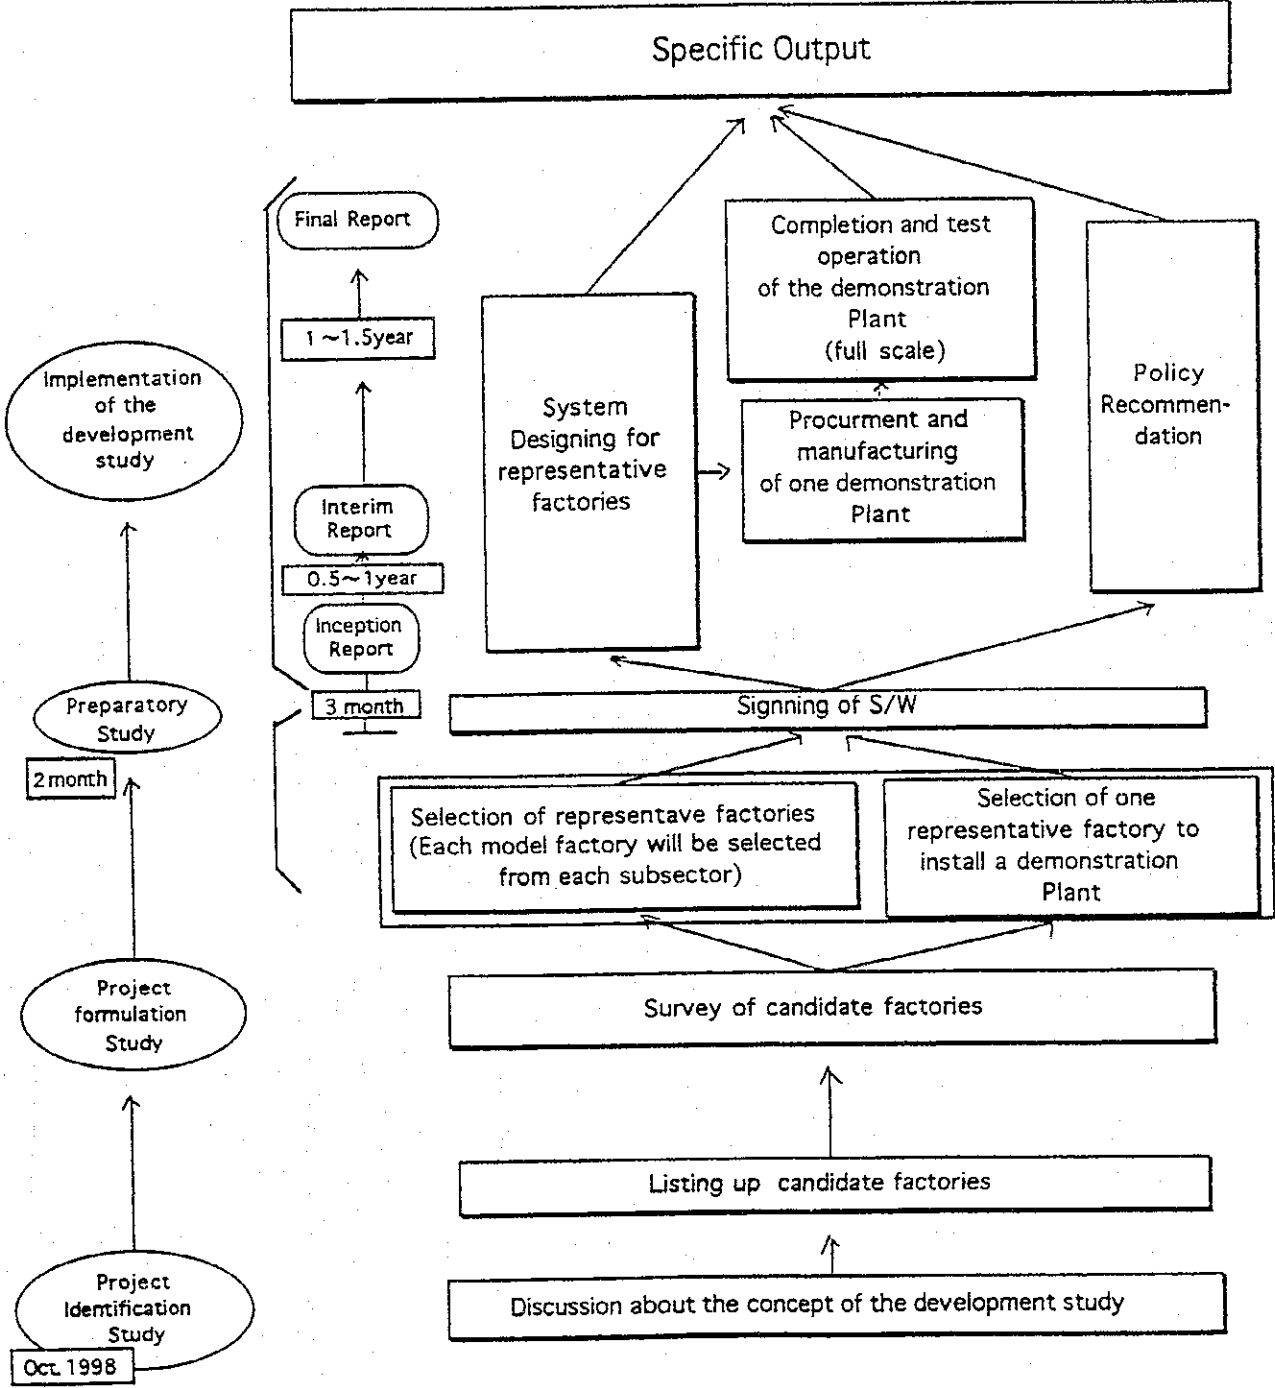 Specific Output
Final Report
1～1.5year
Interim
Report
0.5～1year
Inception
Report
3 month
Implementation
of the
development
study
Preparatory
Study
2 month
Project
formulation
Study
Project
Identification
Study
Oct. 1998
System
Designing for
representative
factories
Completion and test
operation
of the demonstration
Plant
(full scale)
Procurment and
manufacturing
of one demonstration
Plant
Policy
Recommen-
dation
Signning of S/W
Selection of representave factories
(Each model factory will be selected
from each subsector)
Selection of one
representative factory to
install a demonstration
Plant
Survey of candidate factories
Listing up candidate factories
Discussion about the concept of the development study